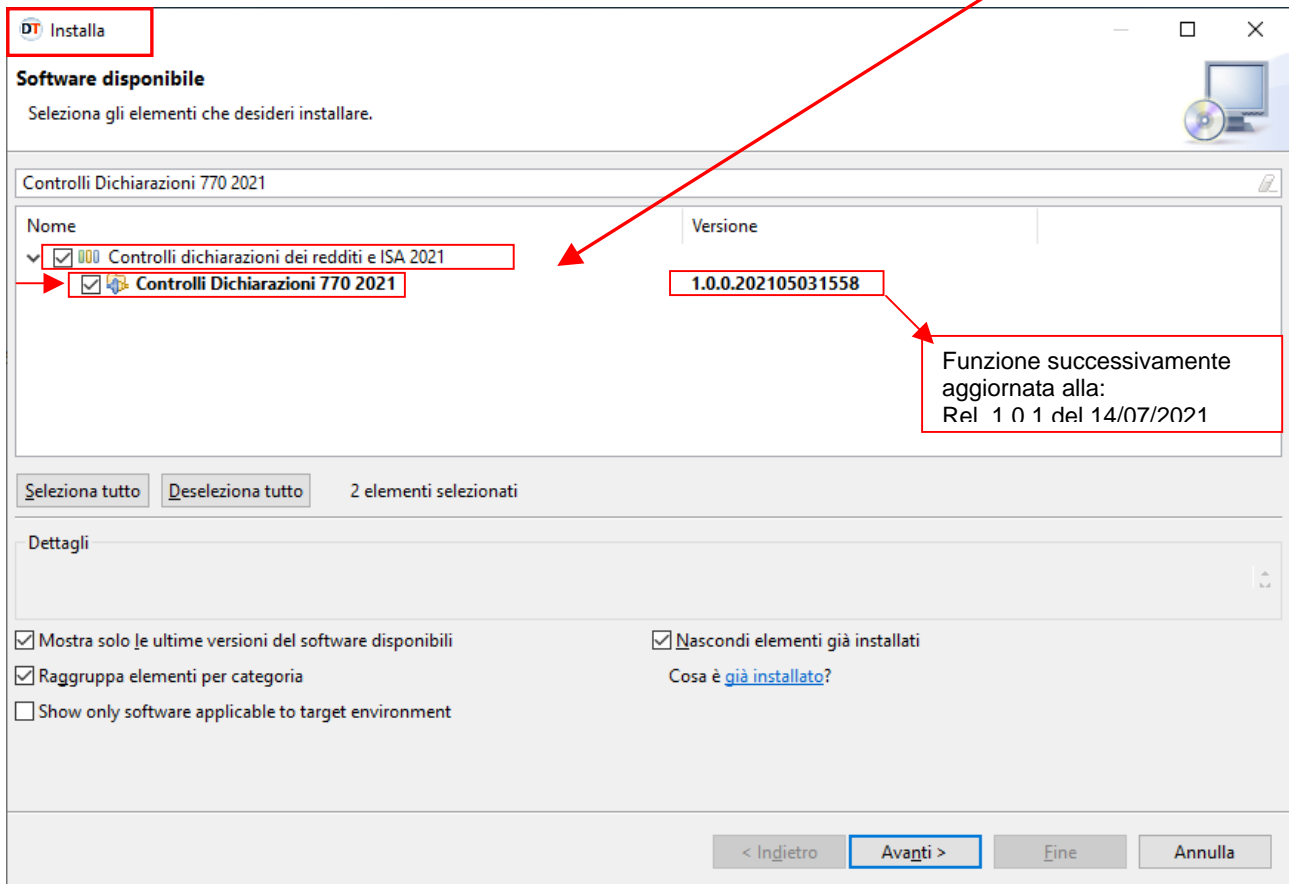 DT Installa
Software disponibile
Seleziona gli elementi che desideri installare.
Controlli Dichiarazioni 770 2021
Nome Versione
Controlli dichiarazioni dei redditi e ISA 2021
Controlli Dichiarazioni 770 2021 1.0.0.202105031558
Funzione successivamente
aggiornata alla:
Rel. 1.0.1 del 14/07/2021
Seleziona tutto Deseleziona tutto 2 elementi selezionati
Dettagli
Mostra solo le ultime versioni del software disponibili Nascondi elementi già installati
Raggruppa elementi per categoria Cosa è già installato?
Show only software applicable to target environment
< Indietro Avanti > Fine Annulla